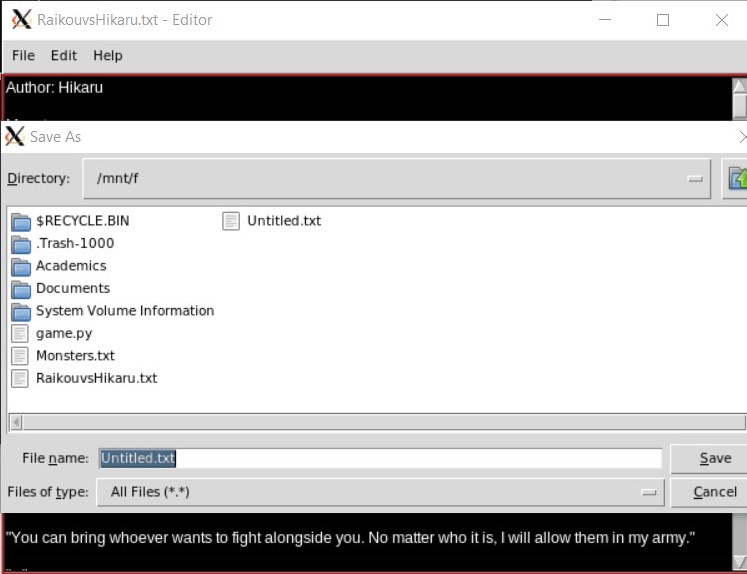 RaikouvsHikaru.txt - Editor
File Edit Help
Author: Hikaru
Save As
Directory: /mnt/f
$RECYCLE.BIN
.Trash-1000
Academics
Documents
System Volume Information
game.py
Monsters.txt
RaikouvsHikaru.txt
Untitled.txt
File name: Untitled.txt
Save
Files of type: All Files (*.*)
Cancel
"You can bring whoever wants to fight alongside you. No matter who it is, I will allow them in my army."